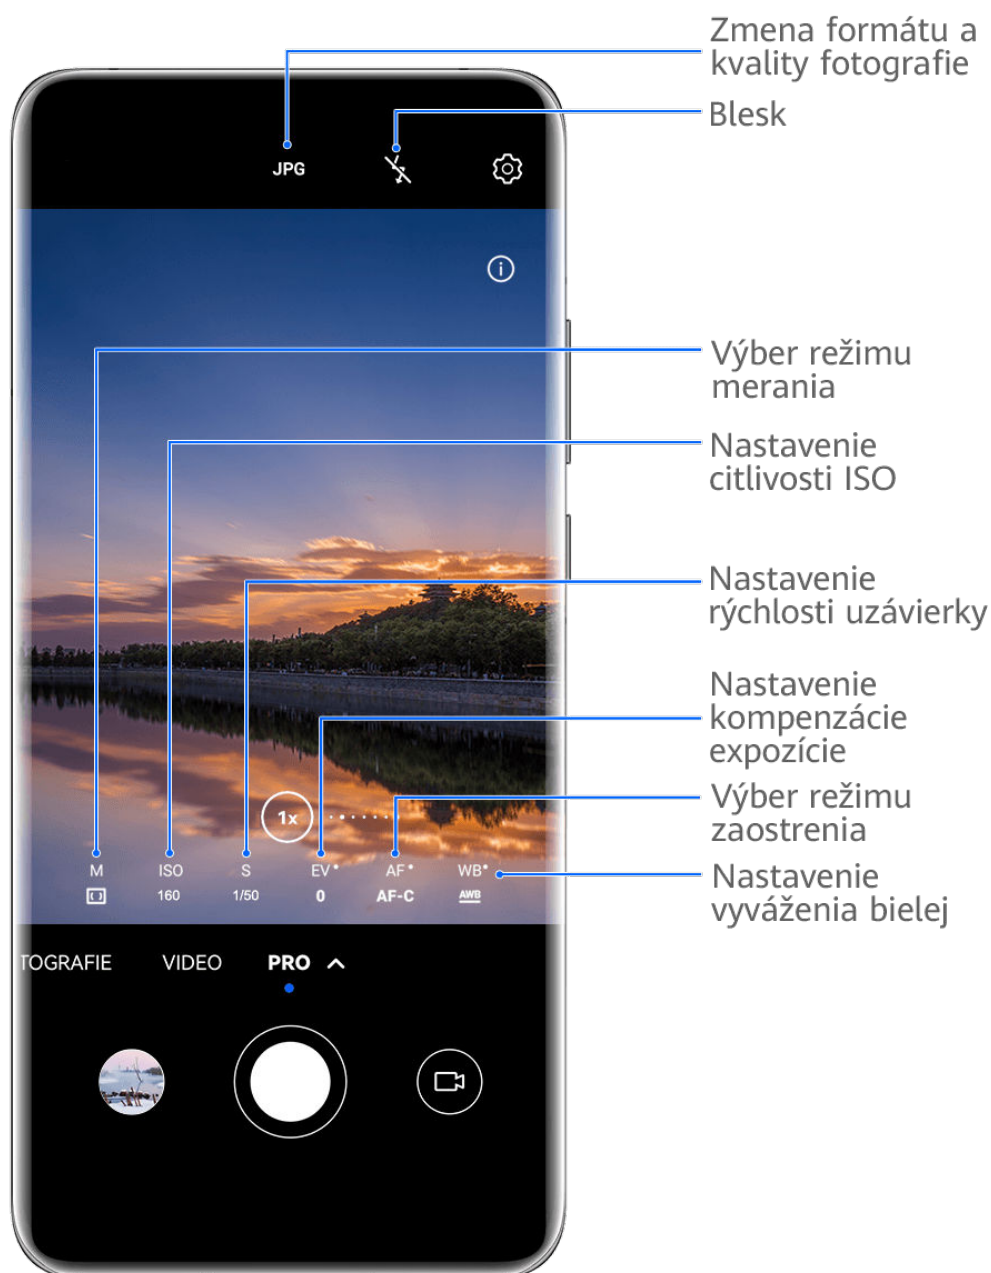 Zmena formátu a
kvality fotografie
Blesk
JPG
Výber režimu
merania
Nastavenie
citlivosti ISO
Nastavenie
rýchlosti uzávierky
Nastavenie
kompenzácie
expozície
Výber režimu
zaostrenia
Nastavenie
vyváženia bielej
1x
M ISO S EV AF WB
160 1/50 0 AF-C AWB
TOGRAFIE VIDEO PRO